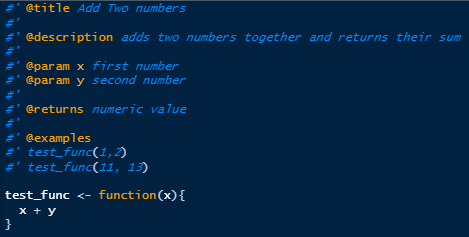 #' @title Add Two numbers
#'
#' @description adds two numbers together and returns their sum
#'
#' @param x first number
#' @param y second number
#'
#' @returns numeric value
#'
#' @examples
#' test_func(1,2)
#' test_func(11, 13)

test_func <- function(x){
  x + y
}